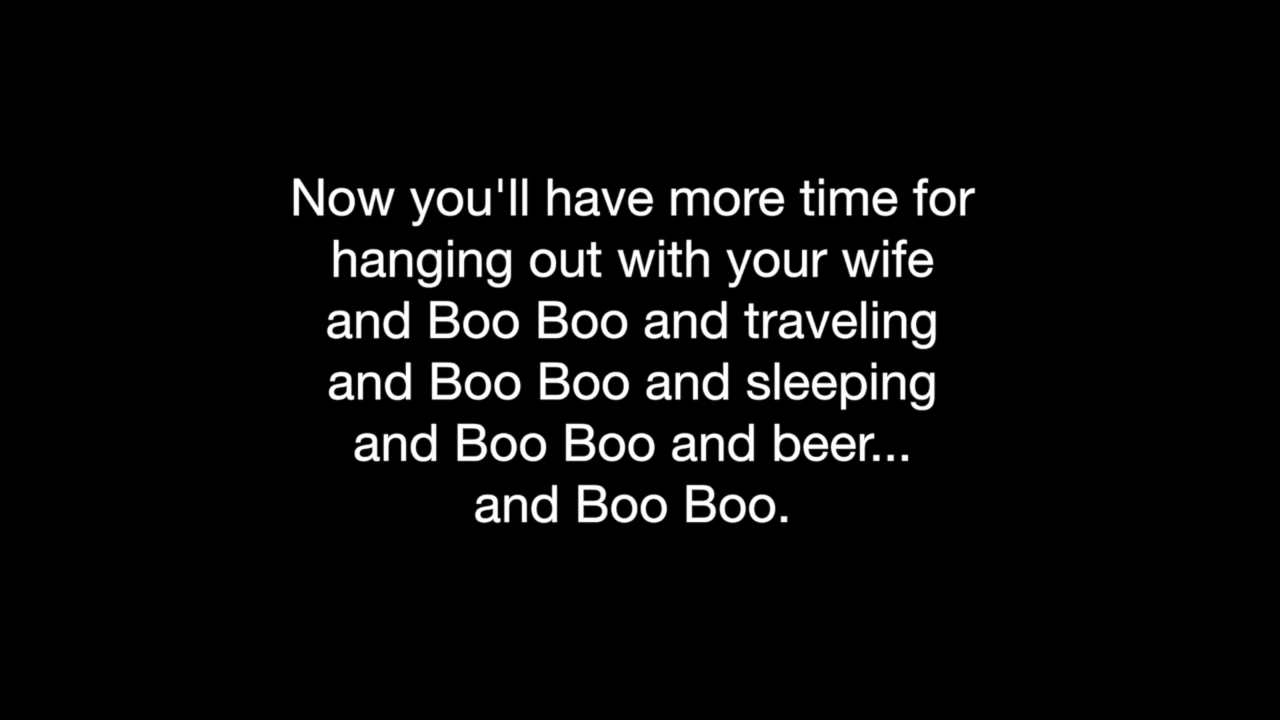 Now you'll have more time for
hanging out with your wife
and Boo Boo and traveling
and Boo Boo and sleeping
and Boo Boo and beer...
and Boo Boo.